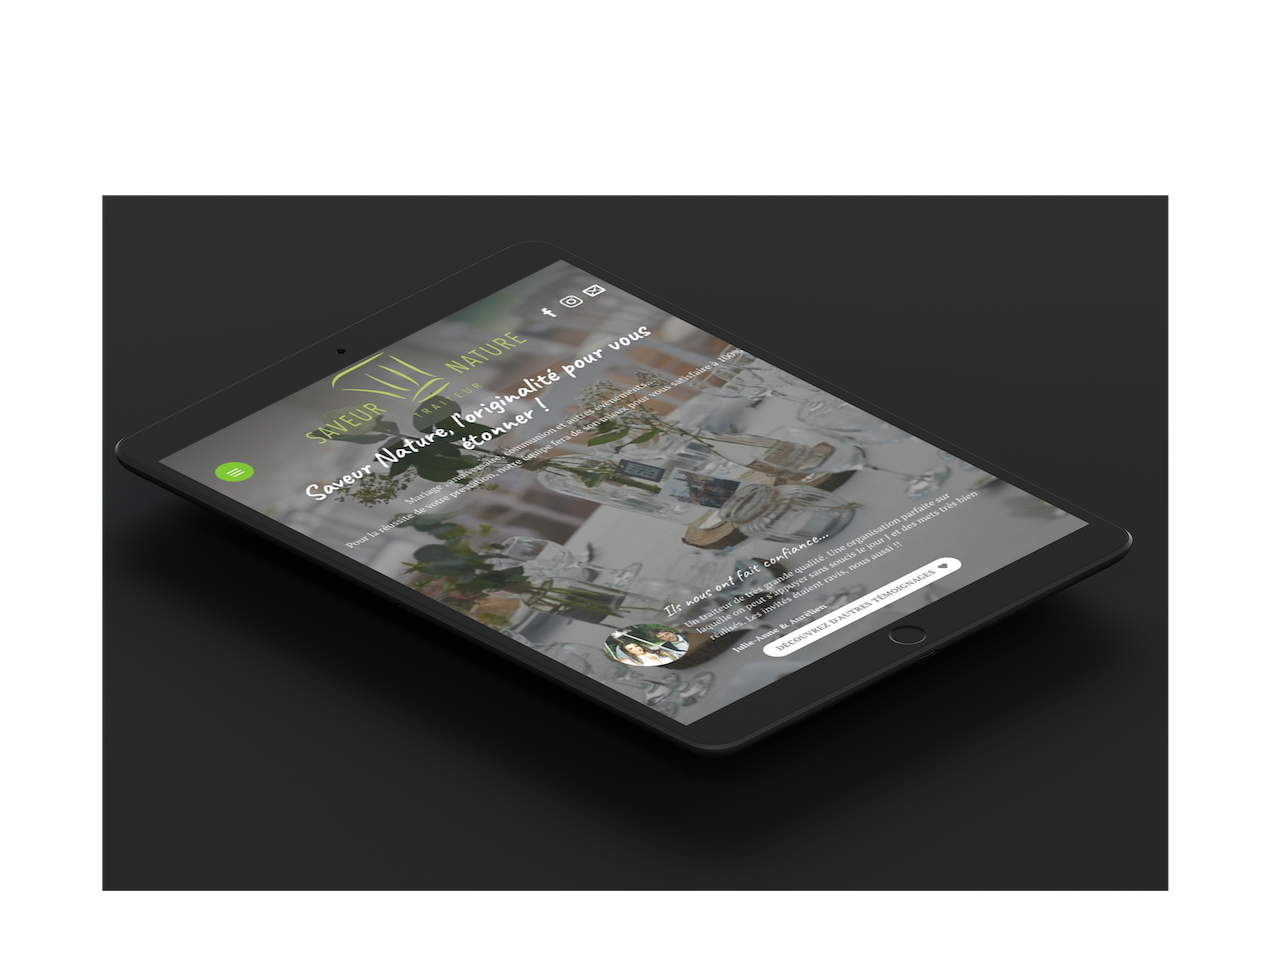 SAVEUR NATURE
TRAITEUR
Saveur Nature, l'originalité pour vous
étonner !
Mariage, anniversaire, communion et autres évènements...
Pour la réussite de votre prestation, notre équipe fera de son mieux pour vous satisfaire à 100%
Ils nous ont fait confiance...
Un traiteur de très grande qualité. Une organisation parfaite sur
laquelle on peut s'appuyer sans soucis le jour J et des mets très bien
réalisés. Les invités étaient ravis, nous aussi !!
Julie-Anne & Aurélien
DÉCOUVREZ D'AUTRES TÉMOIGNAGES